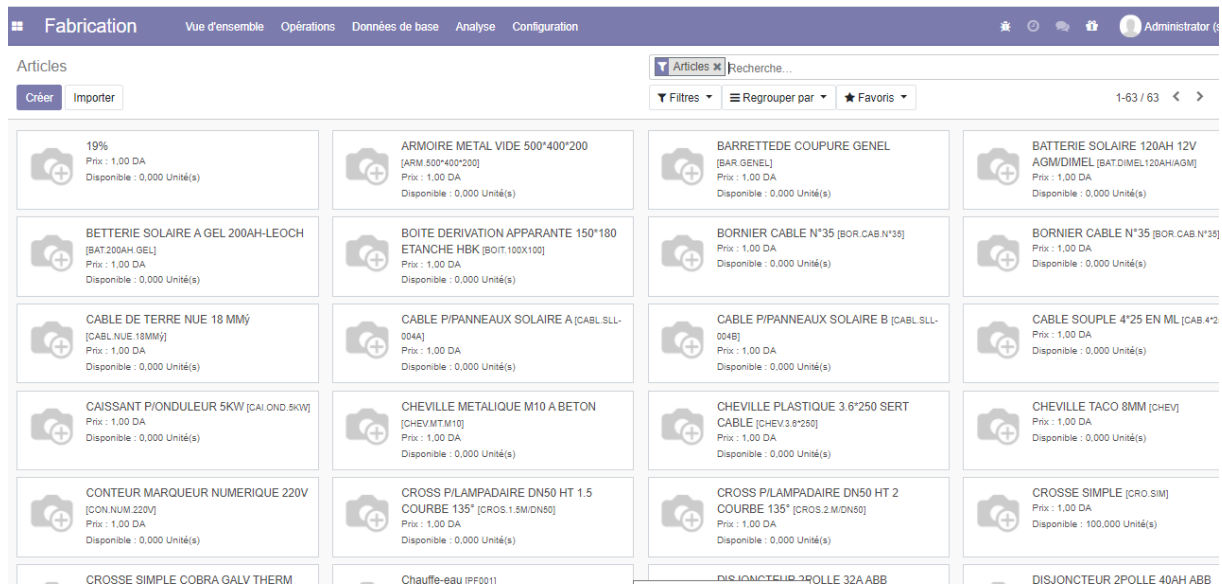 Fabrication Vue d'ensemble Opérations Données de base Analyse Configuration Administrator (s
Articles
Articles Recherche...
Créer Importer
Filtres Regrouper par Favoris 1-63 / 63
19%
Prix : 1,00 DA
Disponible : 0,000 Unité(s)
ARMOIRE METAL VIDE 500*400*200
[ARM.500*400*200]
Prix : 1,00 DA
Disponible : 0,000 Unité(s)
BARRETTEDE COUPURE GENEL
[BAR.GENEL]
Prix : 1,00 DA
Disponible : 0,000 Unité(s)
BATTERIE SOLAIRE 120AH 12V
AGM/DIMEL [BAT.DIMEL120AH/AGM]
Prix : 1,00 DA
Disponible : 0,000 Unité(s)
BETTERIE SOLAIRE A GEL 200AH-LEOCH
[BAT.200AH.GEL]
Prix : 1,00 DA
Disponible : 0,000 Unité(s)
BOITE DERIVATION APPARANTE 150*180
ETANCHE HBK [BOIT.100X100]
Prix : 1,00 DA
Disponible : 0,000 Unité(s)
BORNIER CABLE N°35 [BOR.CAB.N°35]
Prix : 1,00 DA
Disponible : 0,000 Unité(s)
BORNIER CABLE N°35 [BOR.CAB.N°35]
Prix : 1,00 DA
Disponible : 0,000 Unité(s)
CABLE DE TERRE NUE 18 MMý
[CABL.NUE.18MMý]
Prix : 1,00 DA
Disponible : 0,000 Unité(s)
CABLE P/PANNEAUX SOLAIRE A [CABL.SLL-
004A]
Prix : 1,00 DA
Disponible : 0,000 Unité(s)
CABLE P/PANNEAUX SOLAIRE B [CABL.SLL-
004B]
Prix : 1,00 DA
Disponible : 0,000 Unité(s)
CABLE SOUPLE 4*25 EN ML [CAB.4*2
Prix : 1,00 DA
Disponible : 0,000 Unité(s)
CAISSANT P/ONDULEUR 5KW [CAI.OND.5KW]
Prix : 1,00 DA
Disponible : 0,000 Unité(s)
CHEVILLE METALIQUE M10 A BETON
[CHEV.MT.M10]
Prix : 1,00 DA
Disponible : 0,000 Unité(s)
CHEVILLE PLASTIQUE 3.6*250 SERT
CABLE [CHEV.3.6*250]
Prix : 1,00 DA
Disponible : 0,000 Unité(s)
CHEVILLE TACO 8MM [CHEV]
Prix : 1,00 DA
Disponible : 0,000 Unité(s)
CONTEUR MARQUEUR NUMERIQUE 220V
[CON.NUM.220V]
Prix : 1,00 DA
Disponible : 0,000 Unité(s)
CROSS P/LAMPADAIRE DN50 HT 1.5
COURBE 135° [CROS.1.5M/DN50]
Prix : 1,00 DA
Disponible : 0,000 Unité(s)
CROSS P/LAMPADAIRE DN50 HT 2
COURBE 135° [CROS.2.M/DN50]
Prix : 1,00 DA
Disponible : 0,000 Unité(s)
CROSSE SIMPLE [CRO.SIM]
Prix : 1,00 DA
Disponible : 100,000 Unité(s)
CROSSE SIMPLE COBRA GALV THERM
Chauffe-eau [PF001]
DISJONCTEUR 2POLLE 32A ABB
DISJONCTEUR 2POLLE 40AH ABB